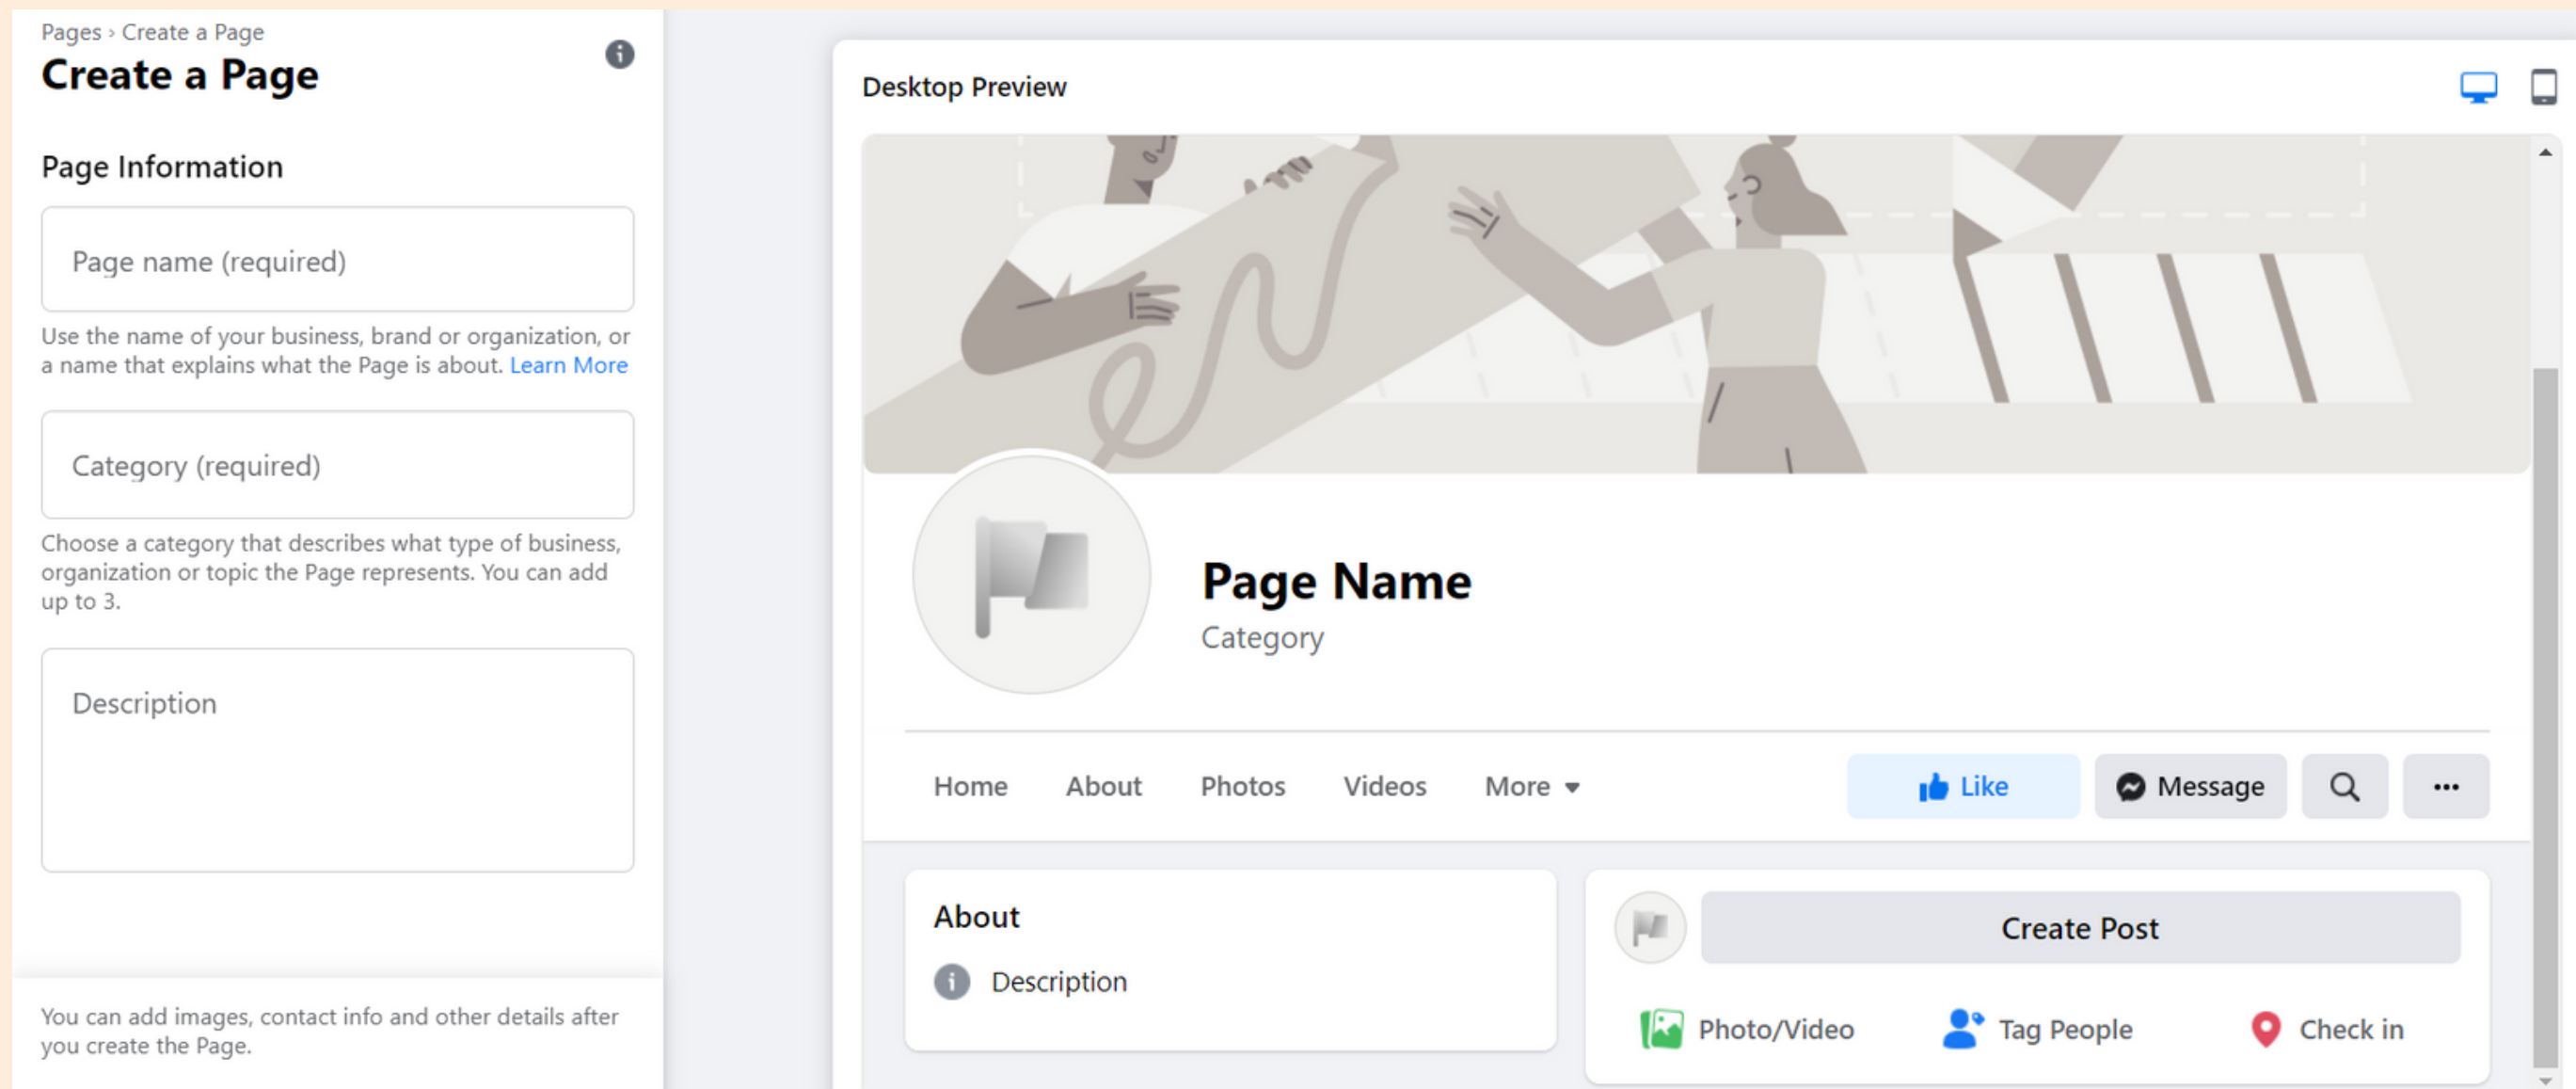 Pages › Create a Page
Create a Page
Page Information
Page name (required)
Use the name of your business, brand or organization, or
a name that explains what the Page is about. Learn More
Category (required)
Choose a category that describes what type of business,
organization or topic the Page represents. You can add
up to 3.
Description
You can add images, contact info and other details after
you create the Page.
Desktop Preview
Page Name
Category
Home About Photos Videos More Like Message
About
Description
Create Post
Photo/Video Tag People Check in